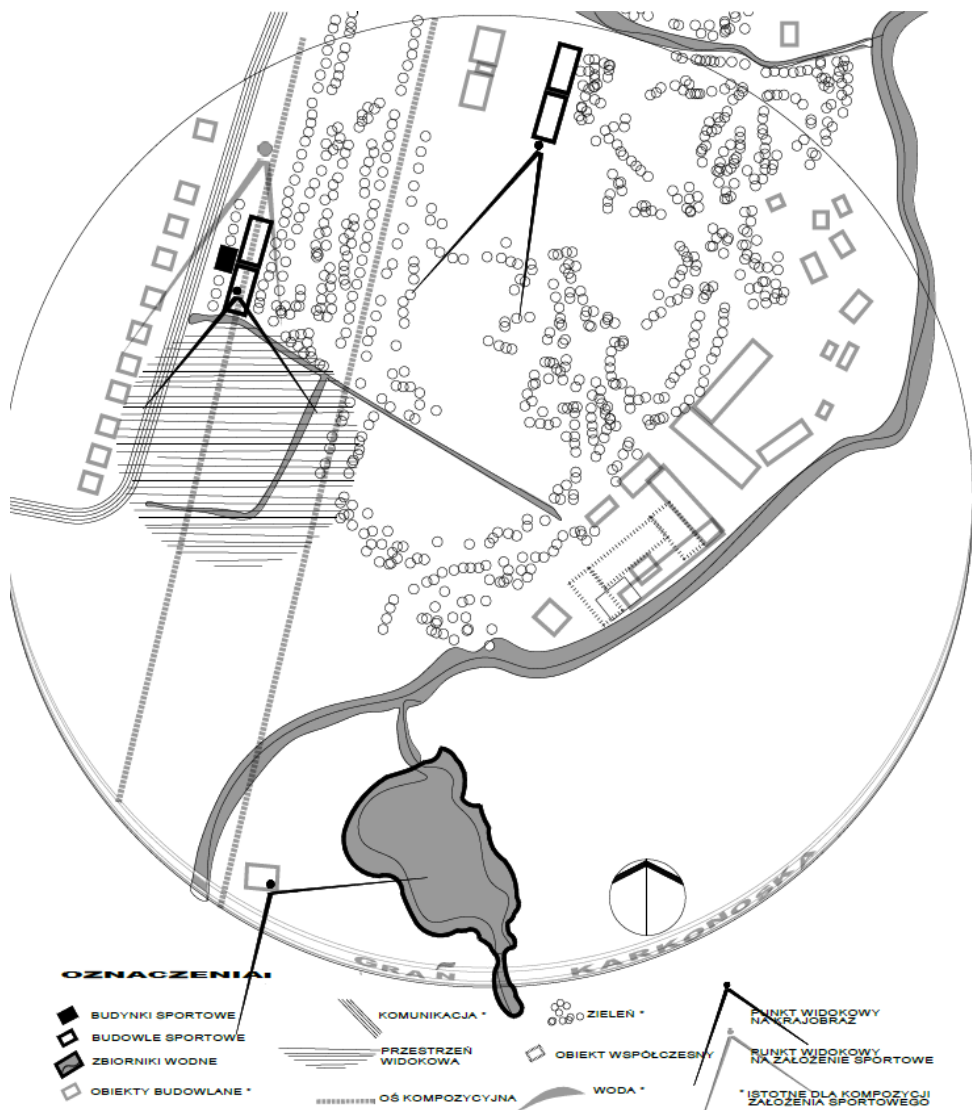 GRAŃ KARKONOSKA
OZNACZENIA:
BUDYNKI SPORTOWE
BUDOWLE SPORTOWE
ZBIORNIKI WODNE
OBIEKTY BUDOWLANE *
KOMUNIKACJA *
PRZESTRZEŃ
WIDOKOWA
OŚ KOMPOZYCYJNA
ZIELEŃ *
OBIEKT WSPÓŁCZESNY
WODA *
PUNKT WIDOKOWY
NA KRAJOBRAZ
PUNKT WIDOKOWY
NA ZAŁOŻENIE SPORTOWE
* ISTOTNE DLA KOMPOZYCJI
ZAŁOŻENIA SPORTOWEGO